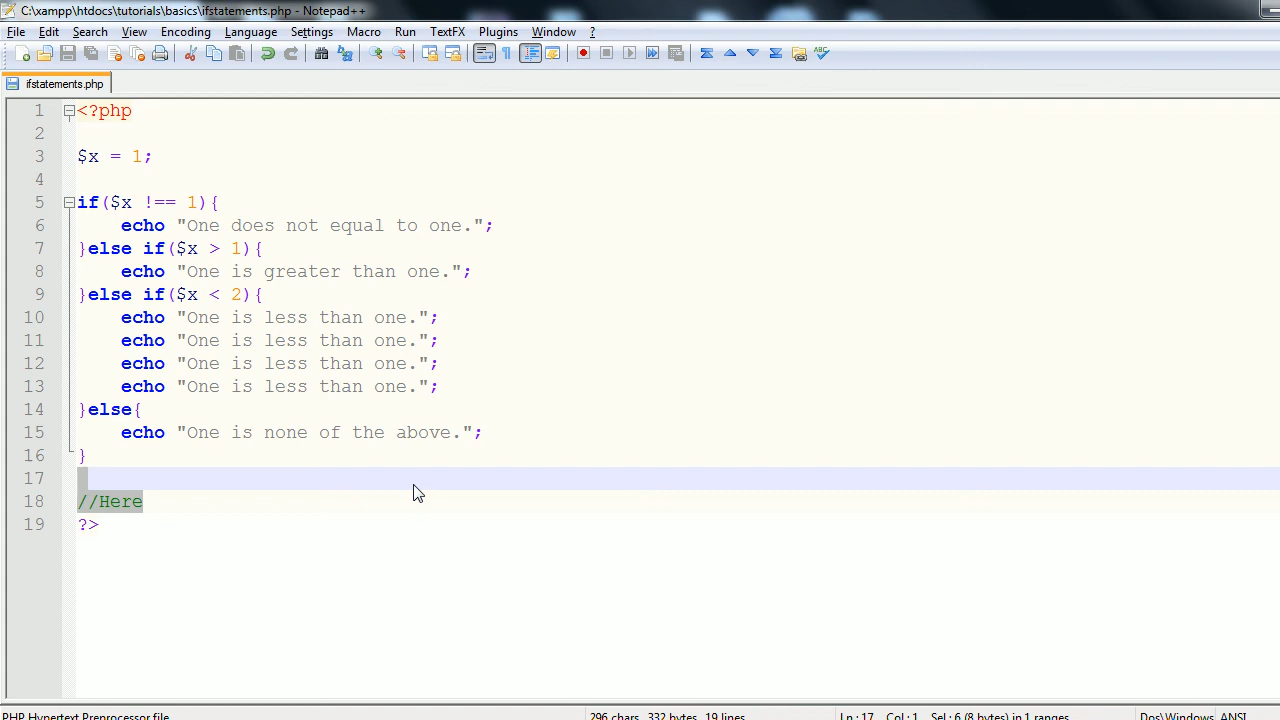 C:\xampp\htdocs\tutorials\basics\ifstatements.php - Notepad++
File Edit Search View Encoding Language Settings Macro Run TextFX Plugins Window ?
ifstatements.php
1 <?php
2
3 $x = 1;
4
5 if($x !== 1){
6 echo "One does not equal to one.";
7 }else if($x > 1){
8 echo "One is greater than one.";
9 }else if($x < 2){
10 echo "One is less than one.";
11 echo "One is less than one.";
12 echo "One is less than one.";
13 echo "One is less than one.";
14 }else{
15 echo "One is none of the above.";
16 }
17
18 //Here
19 ?>
PHP Hypertext Preprocessor file 296 chars 332 bytes 19 lines Ln : 17 Col : 1 Sel : 6 (8 bytes) in 1 ranges Dos\Windows ANSI